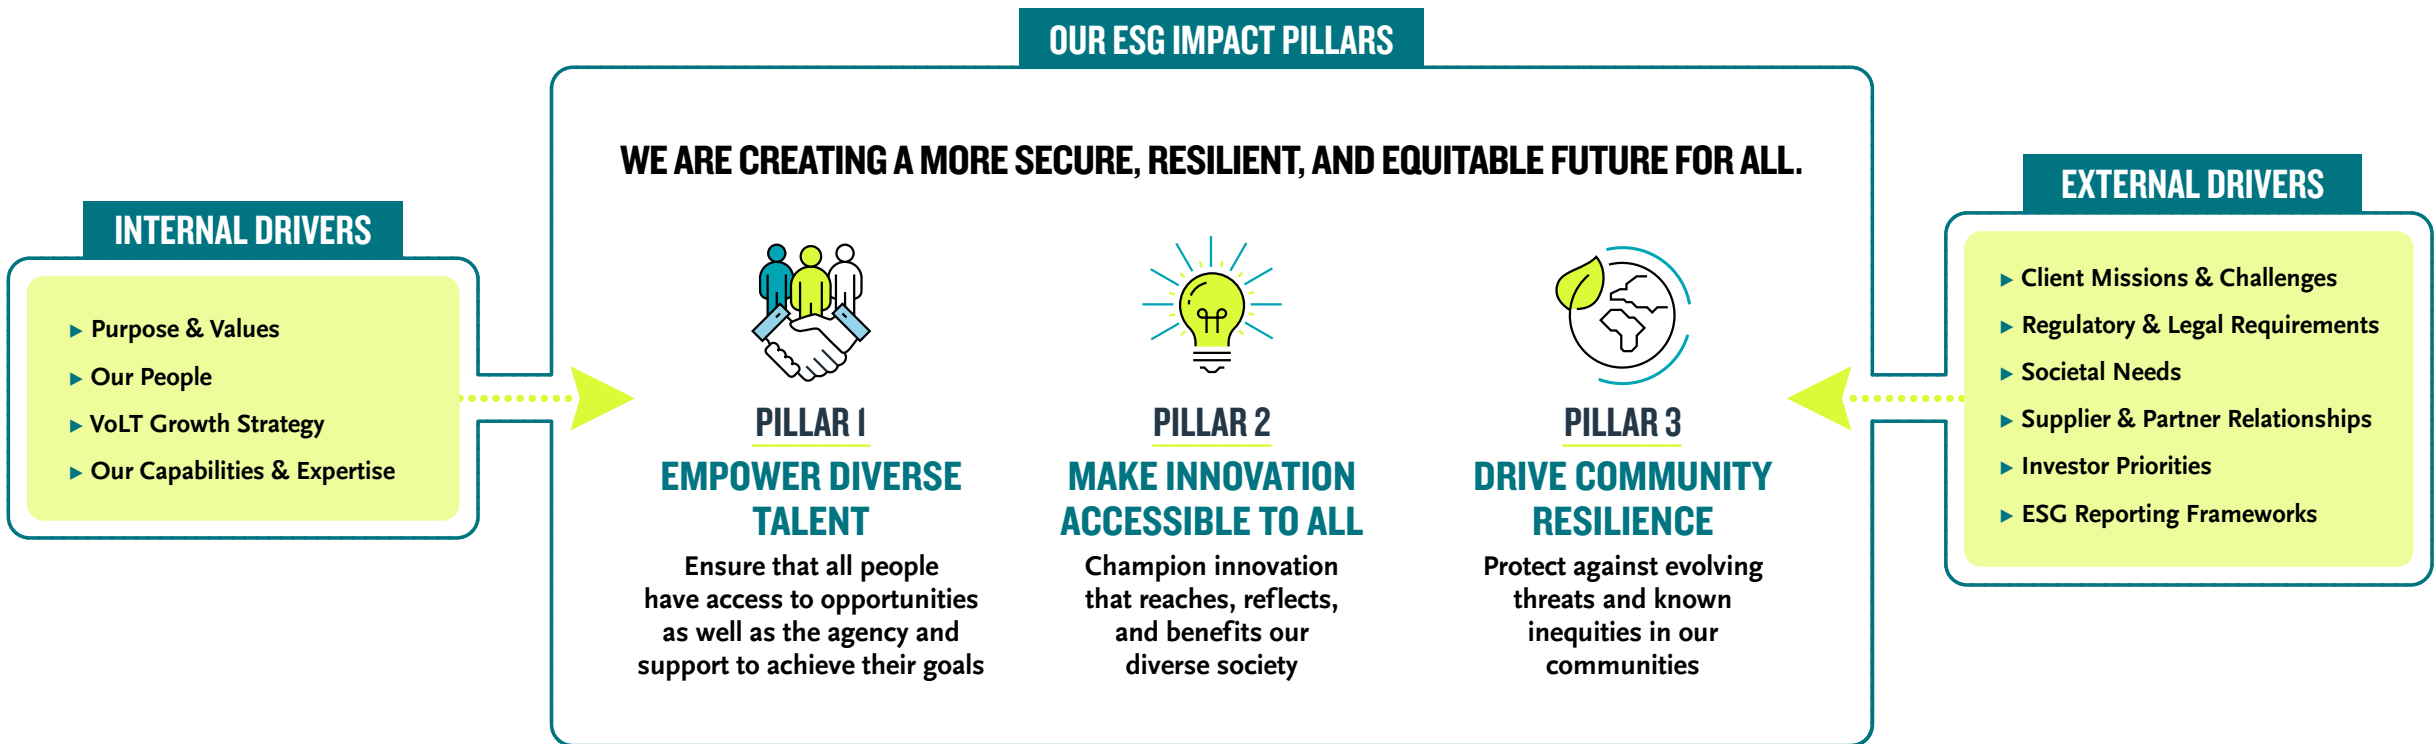 OUR ESG IMPACT PILLARS
WE ARE CREATING A MORE SECURE, RESILIENT, AND EQUITABLE FUTURE FOR ALL.
INTERNAL DRIVERS
▶ Purpose & Values
▶ Our People
▶ VoLT Growth Strategy
▶ Our Capabilities & Expertise
PILLAR 1
EMPOWER DIVERSE
TALENT
Ensure that all people
have access to opportunities
as well as the agency and
support to achieve their goals
PILLAR 2
MAKE INNOVATION
ACCESSIBLE TO ALL
Champion innovation
that reaches, reflects,
and benefits our
diverse society
PILLAR 3
DRIVE COMMUNITY
RESILIENCE
Protect against evolving
threats and known
inequities in our
communities
EXTERNAL DRIVERS
▶ Client Missions & Challenges
▶ Regulatory & Legal Requirements
▶ Societal Needs
▶ Supplier & Partner Relationships
▶ Investor Priorities
▶ ESG Reporting Frameworks